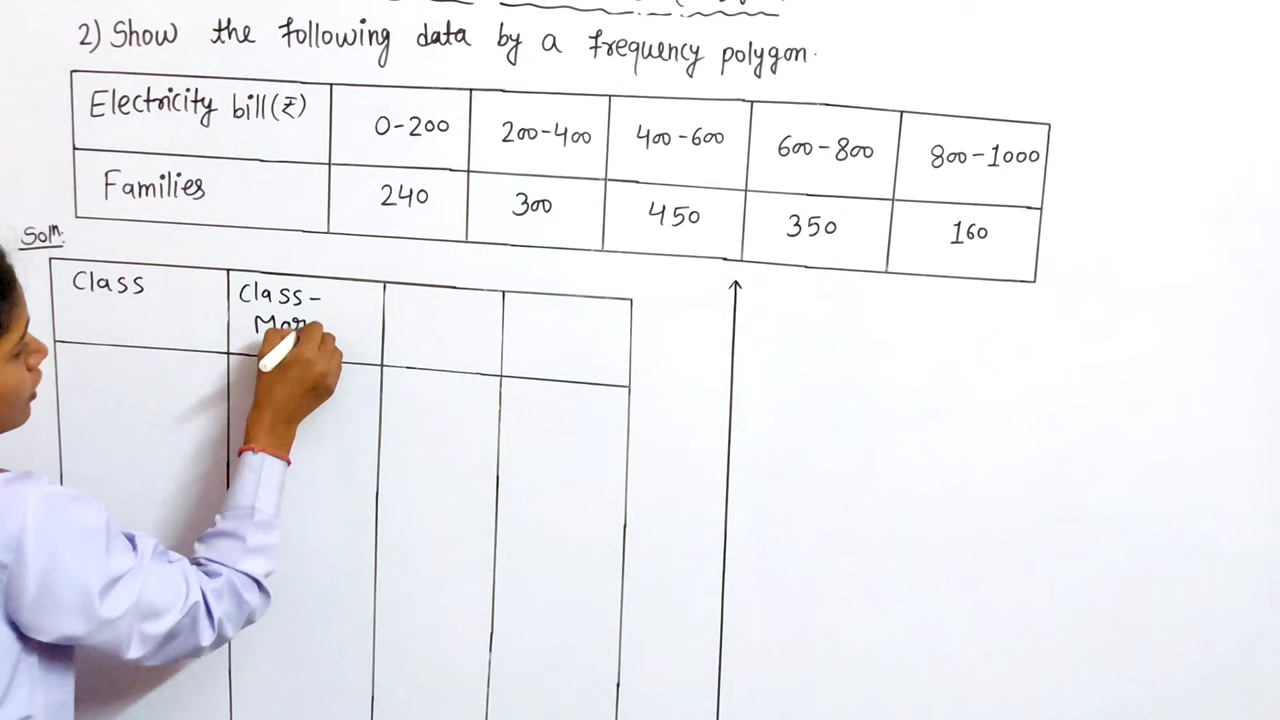 2) Show the following data by a frequency polygon.
Electricity bill(₹) 0-200 200-400 400-600 600-800 800-1000
Families 240 300 450 350 160
Soln.
Class Class-